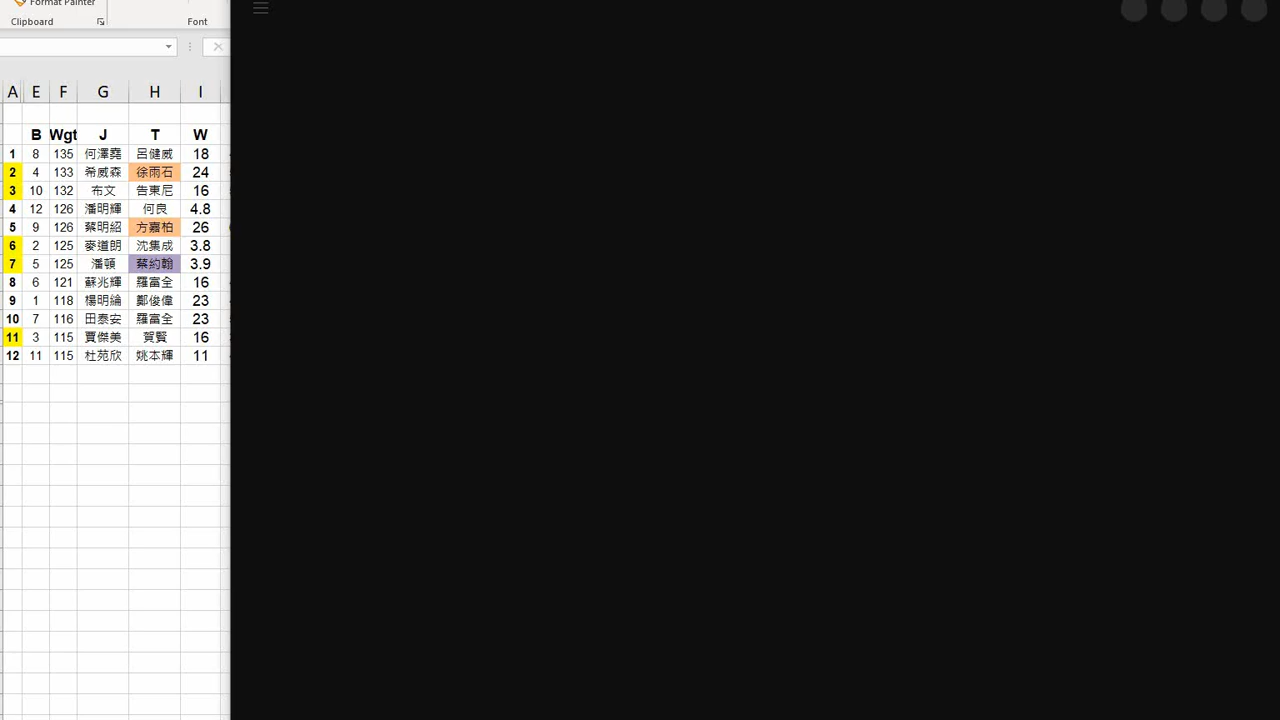 Format Painter
Clipboard Font
A E F G H I
B Wgt J T W
1 8 135 何澤堯 呂健威 18
2 4 133 希威森 徐雨石 24
3 10 132 布文 告東尼 16
4 12 126 潘明輝 何良 4.8
5 9 126 蔡明紹 方嘉柏 26
6 2 125 麥道朗 沈集成 3.8
7 5 125 潘頓 蔡約翰 3.9
8 6 121 蘇兆輝 羅富全 16
9 1 118 楊明綸 鄭俊偉 23
10 7 116 田泰安 羅富全 23
11 3 115 賈傑美 賀賢 16
12 11 115 杜苑欣 姚本輝 11